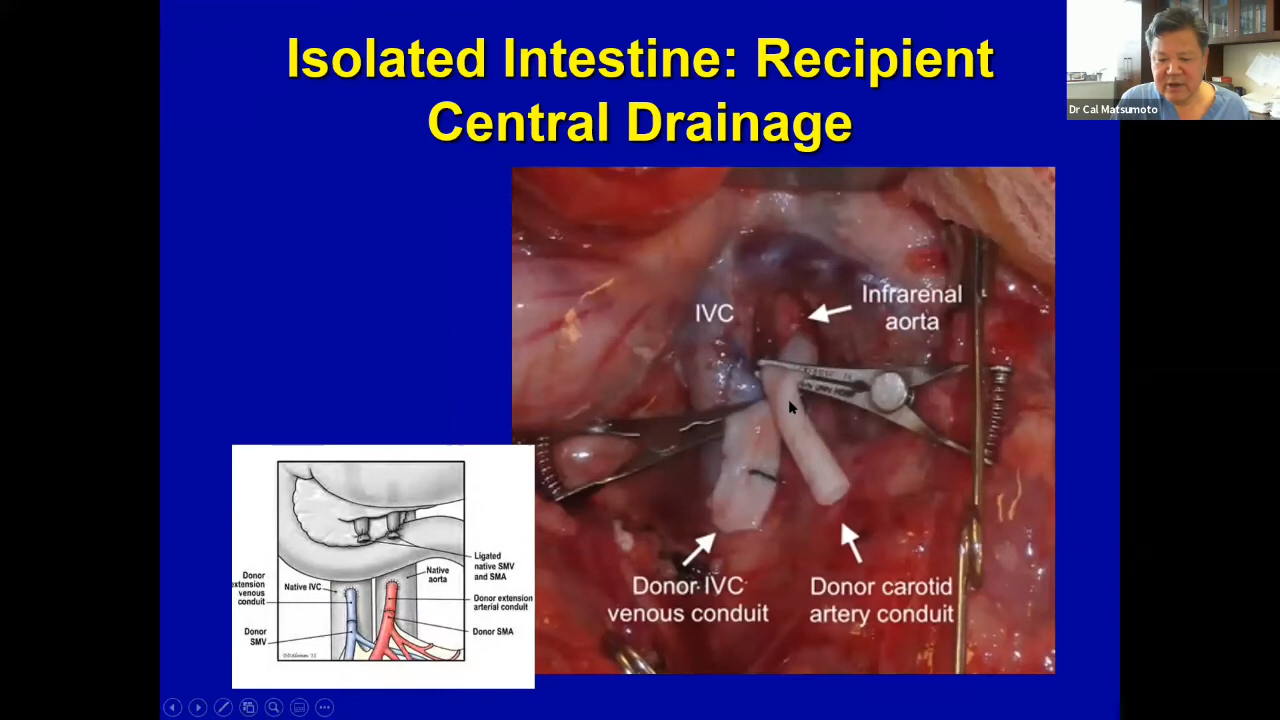 Isolated Intestine: Recipient
Central Drainage
Dr Cal Matsumoto
IVC
Infrarenal
aorta
Donor IVC
venous conduit
Donor carotid
artery conduit
Donor
extension
venous
conduit
Native IVC
Donor
SMV
Ligated
native SMV
and SMA
Native
aorta
Donor extension
arterial conduit
Donor SMA